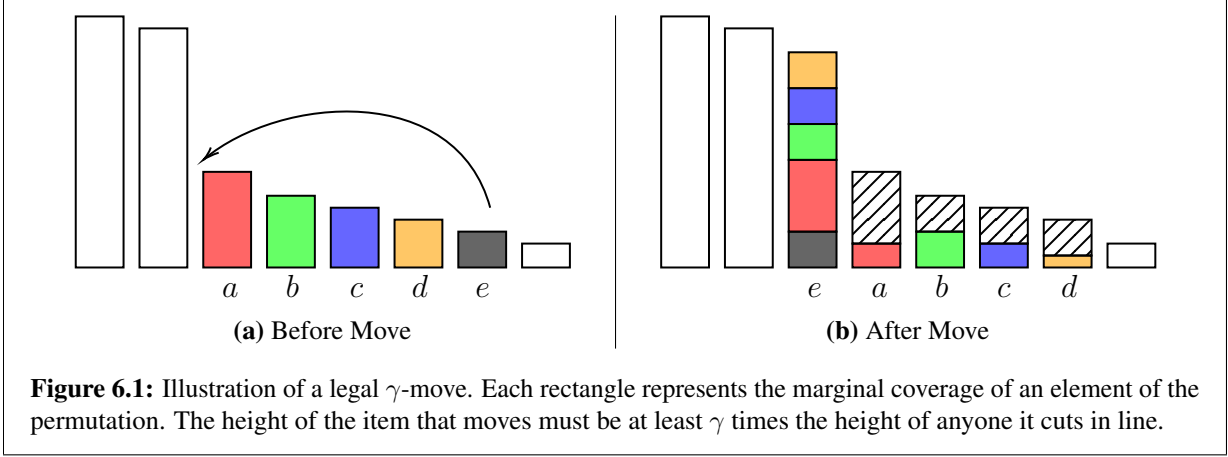 a b c d e
e a b c d
(a) Before Move
(b) After Move
Figure 6.1: Illustration of a legal γ-move. Each rectangle represents the marginal coverage of an element of the
permutation. The height of the item that moves must be at least γ times the height of anyone it cuts in line.